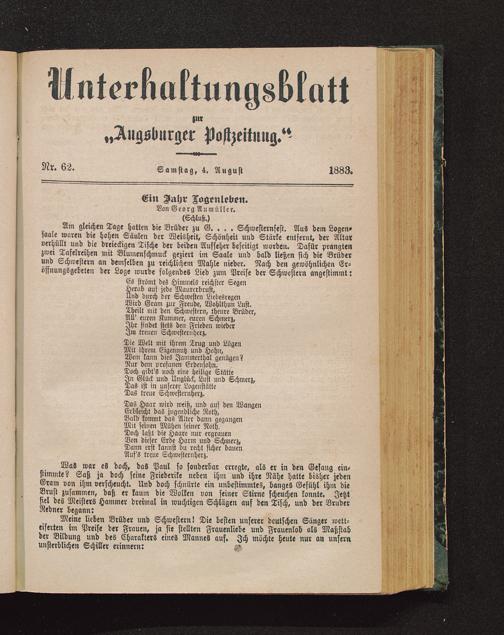 Unterhaltungsblatt
zur
„Augsburger Postzeitung.“
Nr. 62. Samstag, 4. August 1883.
Ein Jahr Logenleben.
Von Georg Aumüller.
(Schluß.)
Am gleichen Tage hatten die Brüder zu G. . . . Schwesternfest. Aus dem Logen-
saale waren die hohen Säulen der Weisheit, Schönheit und Stärke entfernt, der Altar
verhüllt und die dreieckigen Tische der beiden Aufseher beseitigt worden. Dafür prangten
zwei Tafelreihen mit Blumenschmuck geziert im Saale und bald ließen sich die Brüder
und Schwestern an denselben zu reichlichem Mahle nieder. Nach den gewöhnlichen Er-
öffnungsgebeten der Loge wurde folgendes Lied zum Preise der Schwestern angestimmt:
Es strömt des Himmels reichster Segen
Herab auf jede Maurerbrust,
Und durch der Schwestern Liebesregen
Wird Gram zur Freude, Wohlthun Lust.
Theilt mit den Schwestern, theure Brüder,
All' euren Kummer, euren Schmerz,
Ihr findet stets den Frieden wieder
Im treuen Schwesternherz.
Die Welt mit ihrem Trug und Lügen
Mit ihrem Eigennutz und Hohn,
Wem kann dies Jammerthal genügen?
Nur dem profanen Erdensohn.
Doch gibt's noch eine heilige Stätte
In Glück und Unglück, Lust und Schmerz,
Das ist in unserer Logenstätte
Das treue Schwesternherz.
Das Haar wird weiß, und auf den Wangen
Erbleicht das jugendliche Roth,
Bald kommt das Alter dann gegangen
Mit seinen Mühen seiner Noth.
Doch laßt die Haare nur ergrauen
Von dieser Erde Harm und Schmerz,
Dann erst kannst du recht sicher bauen
Auf's treue Schwesternherz.
Was war es doch, das Paul so sonderbar erregte, als er in den Gesang ein-
stimmte? Saß ja doch seine Friederike neben ihm und ihre Nähe hatte bisher jeden
Gram von ihm verscheucht. Und doch schnürte ein unbestimmtes, banges Gefühl ihm die
Brust zusammen, daß er kaum die Wolken von seiner Stirne scheuchen konnte. Jetzt
fiel des Meisters Hammer dreimal in wuchtigen Schlägen auf den Tisch, und der Bruder
Redner begann:
Meine lieben Brüder und Schwestern! Die besten unserer deutschen Sänger wett-
eiferten im Preise der Frauen, ja sie stellten Frauenliebe und Frauenlob als Maßstab
der Bildung und des Charakters eines Mannes auf. Ich möchte heute nur an unsern
unsterblichen Schiller erinnern: